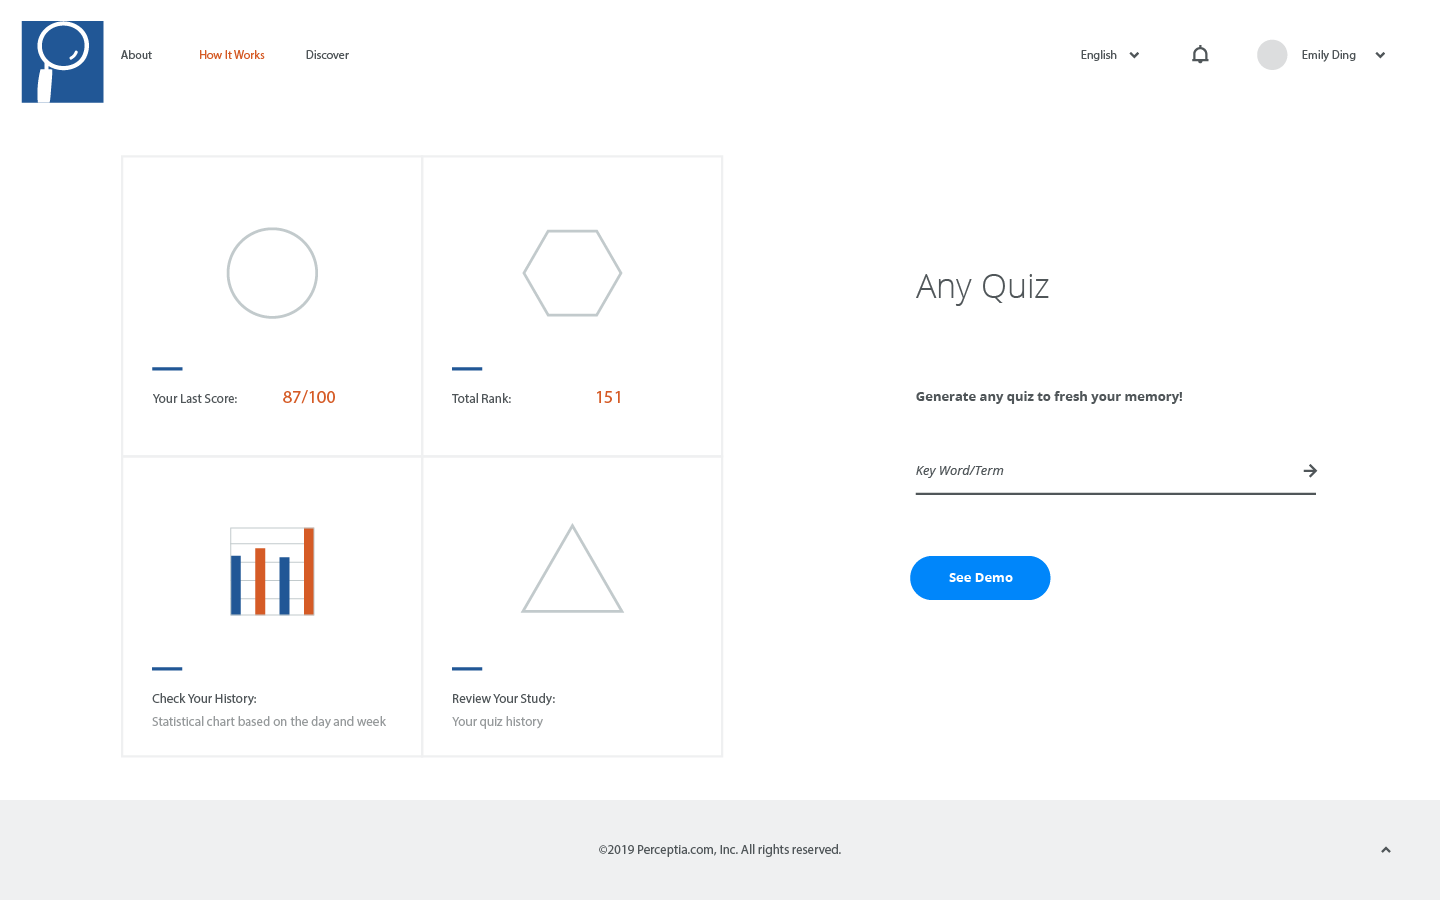 About
How It Works
Discover
English
Emily Ding
Your Last Score: 87/100
Total Rank: 151
Check Your History:
Statistical chart based on the day and week
Review Your Study:
Your quiz history
Any Quiz
Generate any quiz to fresh your memory!
Key Word/Term
See Demo
©2019 Perceptia.com, Inc. All rights reserved.